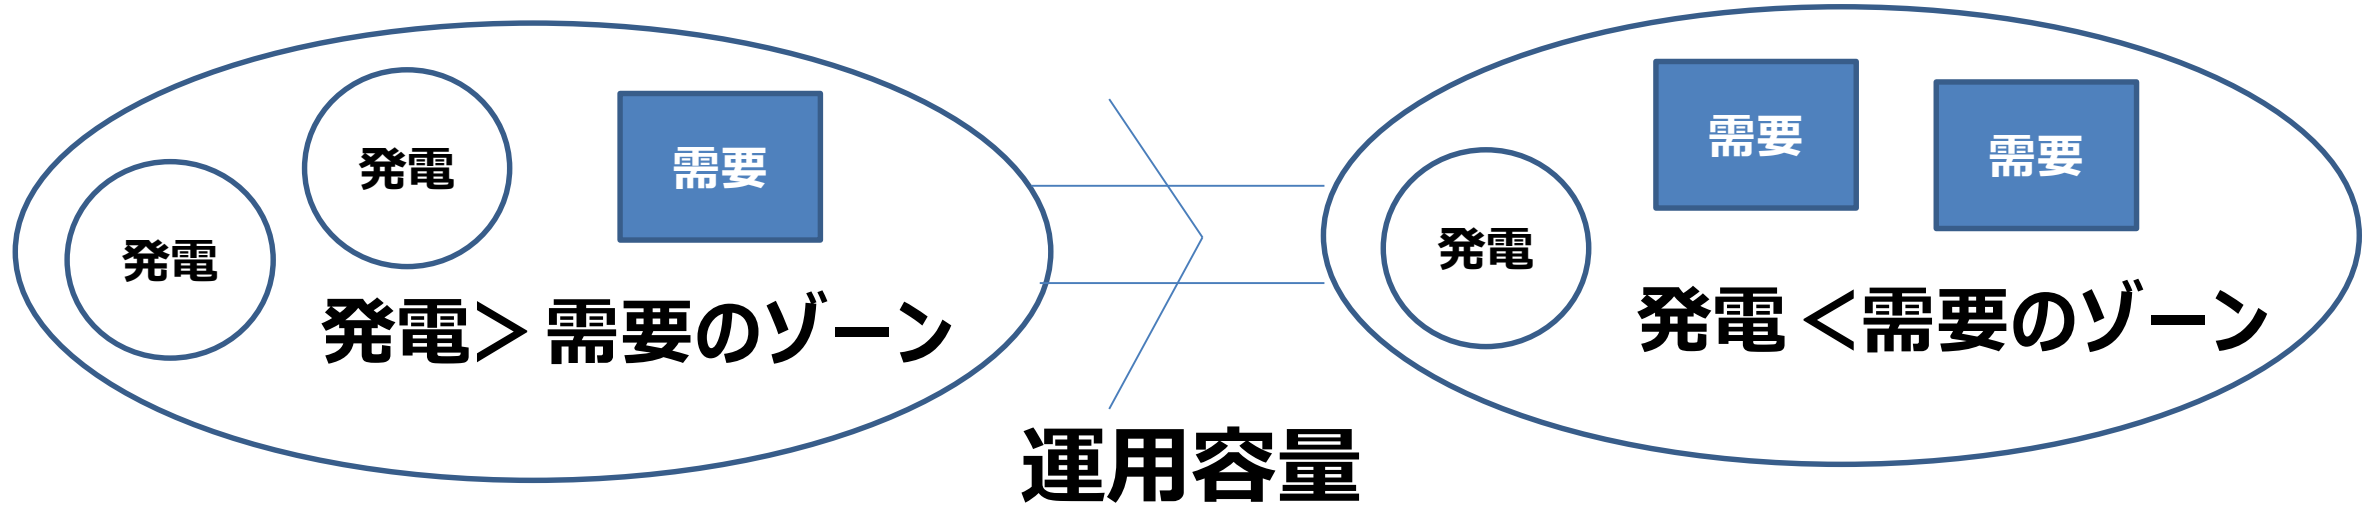 発電
発電
需要
発電＞需要のゾーン
運用容量
発電
需要
需要
発電＜需要のゾーン